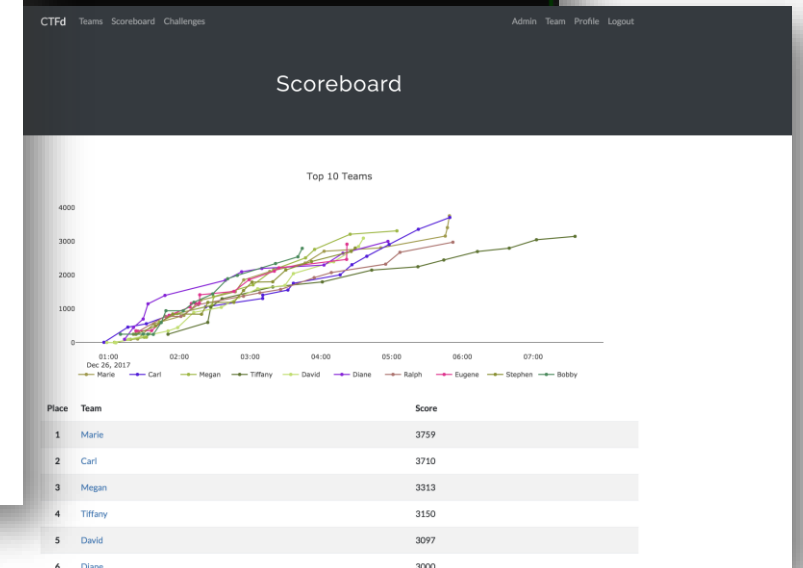 CTFd Teams Scoreboard Challenges Admin Team Profile Logout
Scoreboard
Top 10 Teams
4000
3000
2000
1000
0
01:00 02:00 03:00 04:00 05:00 06:00 07:00
Dec 26, 2017
Marie Carl Megan Tiffany David Diane Ralph Eugene Stephen Bobby
Place Team Score
1 Marie 3759
2 Carl 3710
3 Megan 3313
4 Tiffany 3150
5 David 3097
6 Diane 3000